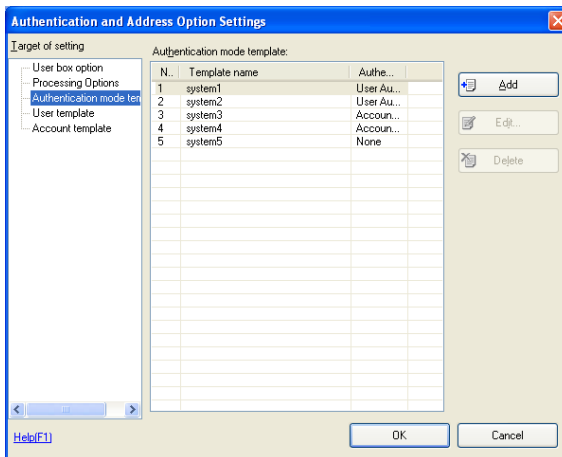 Authentication and Address Option Settings
Target of setting
User box option
Processing Options
Authentication mode tem
User template
Account template
Authentication mode template:
N.. Template name Authe...
1 system1 User Au...
2 system2 User Au...
3 system3 Accoun...
4 system4 Accoun...
5 system5 None
Add
Edit...
Delete
Help(F1)
OK
Cancel